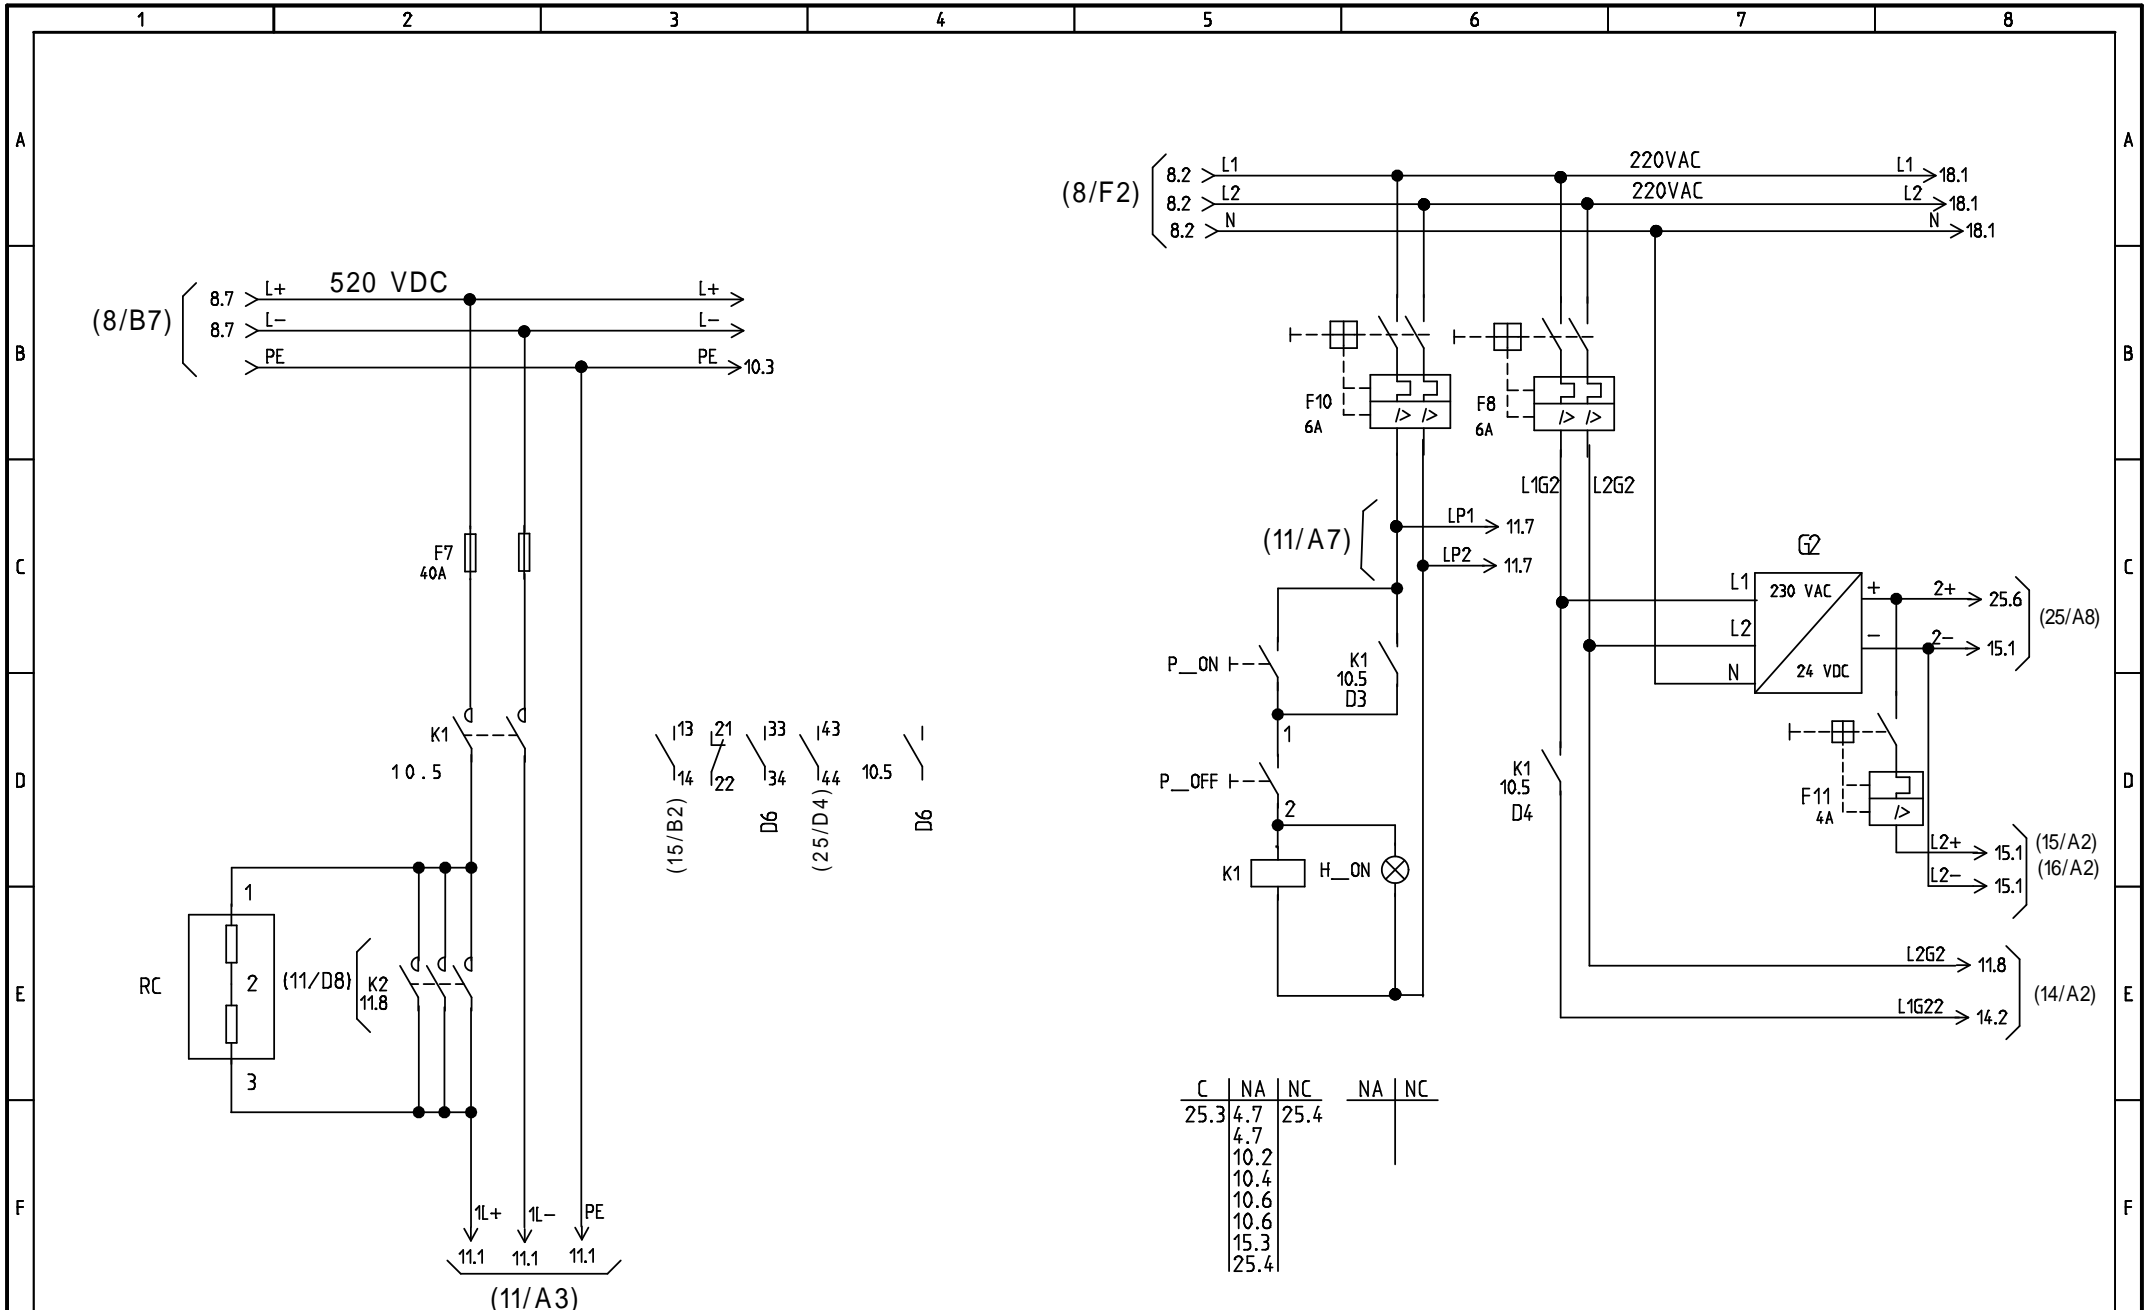 1 2 3 4 5 6 7 8
A A
L1 220VAC L1
8.2 18.1
(8/F2)
L2 220VAC L2
8.2 18.1
N N
8.2 18.1
520 VDC
8.7 L+ L+
(8/B7)
8.7 L- L-
PE PE 10.3
B B
F10
6A
F8
6A
/> /> /> />
L1G2 L2G2
LP1 11.7
(11/A7)
LP2 11.7
F7
40A
C C
G2
L1 230 VAC + 2+ 25.6
(25/A8)
L2 - 2- 15.1
N 24 VDC
P__ON
K1
10.5
D3
1
K1
10.5
13 21 33 43
14 22 34 44
10.5
(15/B2) D6 (25/D4) D6
P__OFF
2
K1
10.5
D4
D D
F11
4A
/>
L2+ 15.1 (15/A2)
(16/A2)
L2- 15.1
K1 H__ON
1
RC
2
3
(11/D8)
K2
11.8
E E
L2G2 11.8
(14/A2)
L1G22 14.2
C NA NC NA NC
25.3 4.7 25.4
4.7
10.2
10.4
10.6
10.6
15.3
25.4
F F
1L+ 1L- PE
11.1 11.1 11.1
(11/A3)